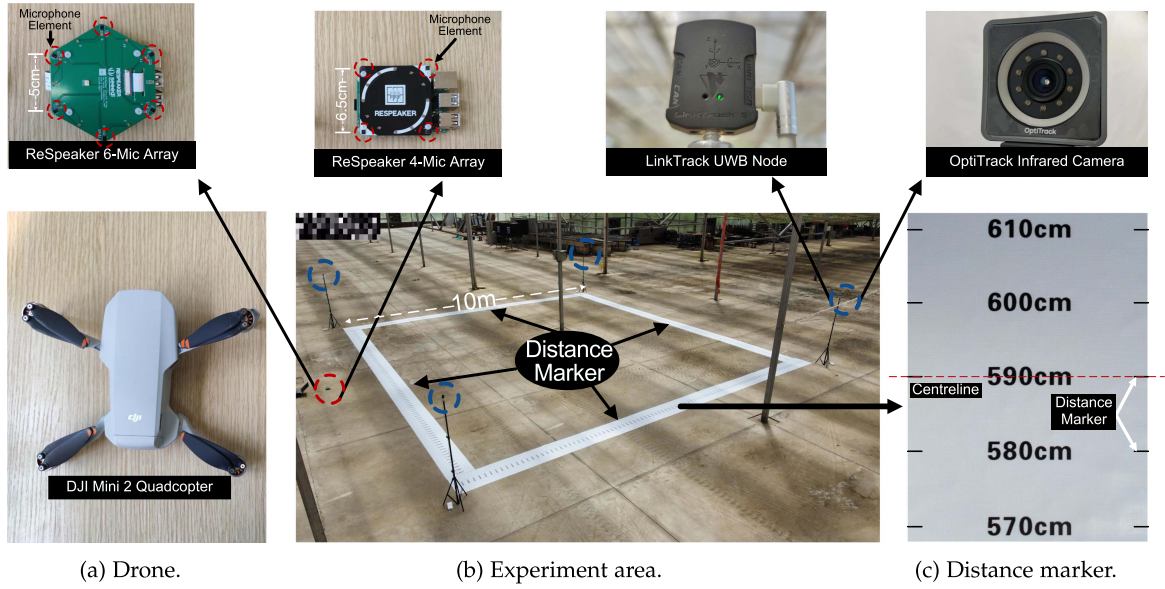 Microphone
Element
5cm
ReSpeaker 6-Mic Array
Microphone
Element
6.5cm
RESPEAKER
ReSpeaker 4-Mic Array
LinkTrack UWB Node
OptiTrack
OptiTrack Infrared Camera
dji
DJI Mini 2 Quadcopter
10m
Distance
Marker
610cm
600cm
590cm
Centreline
Distance
Marker
580cm
570cm
(a) Drone.
(b) Experiment area.
(c) Distance marker.